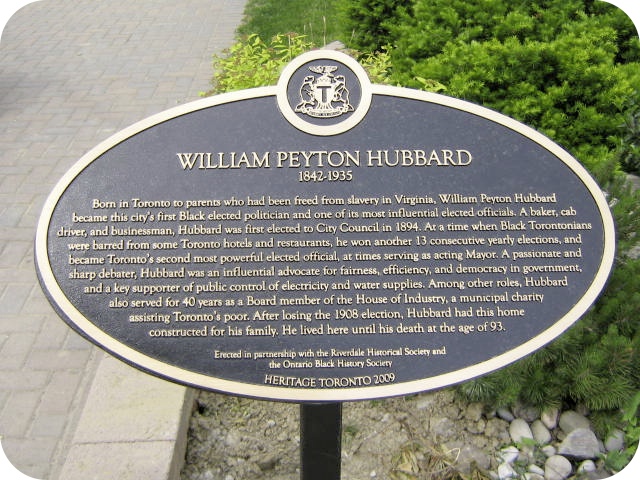 WILLIAM PEYTON HUBBARD
1842-1935
Born in Toronto to parents who had been freed from slavery in Virginia, William Peyton Hubbard
became this city's first Black elected politician and one of its most influential elected officials. A baker, cab
driver, and businessman, Hubbard was first elected to City Council in 1894. At a time when Black Torontonians
were barred from some Toronto hotels and restaurants, he won another 13 consecutive yearly elections, and
became Toronto's second most powerful elected official, at times serving as acting Mayor. A passionate and
sharp debater, Hubbard was an influential advocate for fairness, efficiency, and democracy in government,
and a key supporter of public control of electricity and water supplies. Among other roles, Hubbard
also served for 40 years as a Board member of the House of Industry, a municipal charity
assisting Toronto's poor. After losing the 1908 election, Hubbard had this home
constructed for his family. He lived here until his death at the age of 93.
Erected in partnership with the Riverdale Historical Society and
the Ontario Black History Society
HERITAGE TORONTO 2009